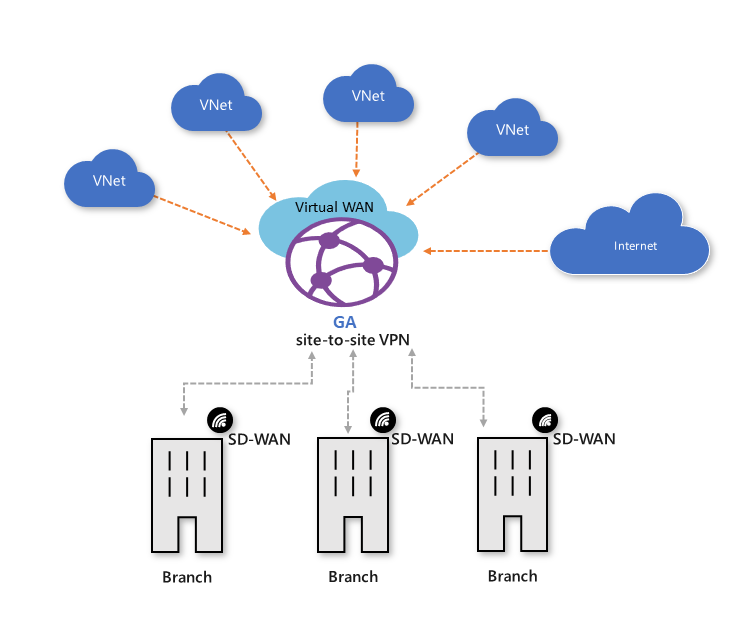 VNet
VNet
VNet
VNet
Virtual WAN
Internet
GA
site-to-site VPN
SD-WAN
SD-WAN
SD-WAN
Branch
Branch
Branch